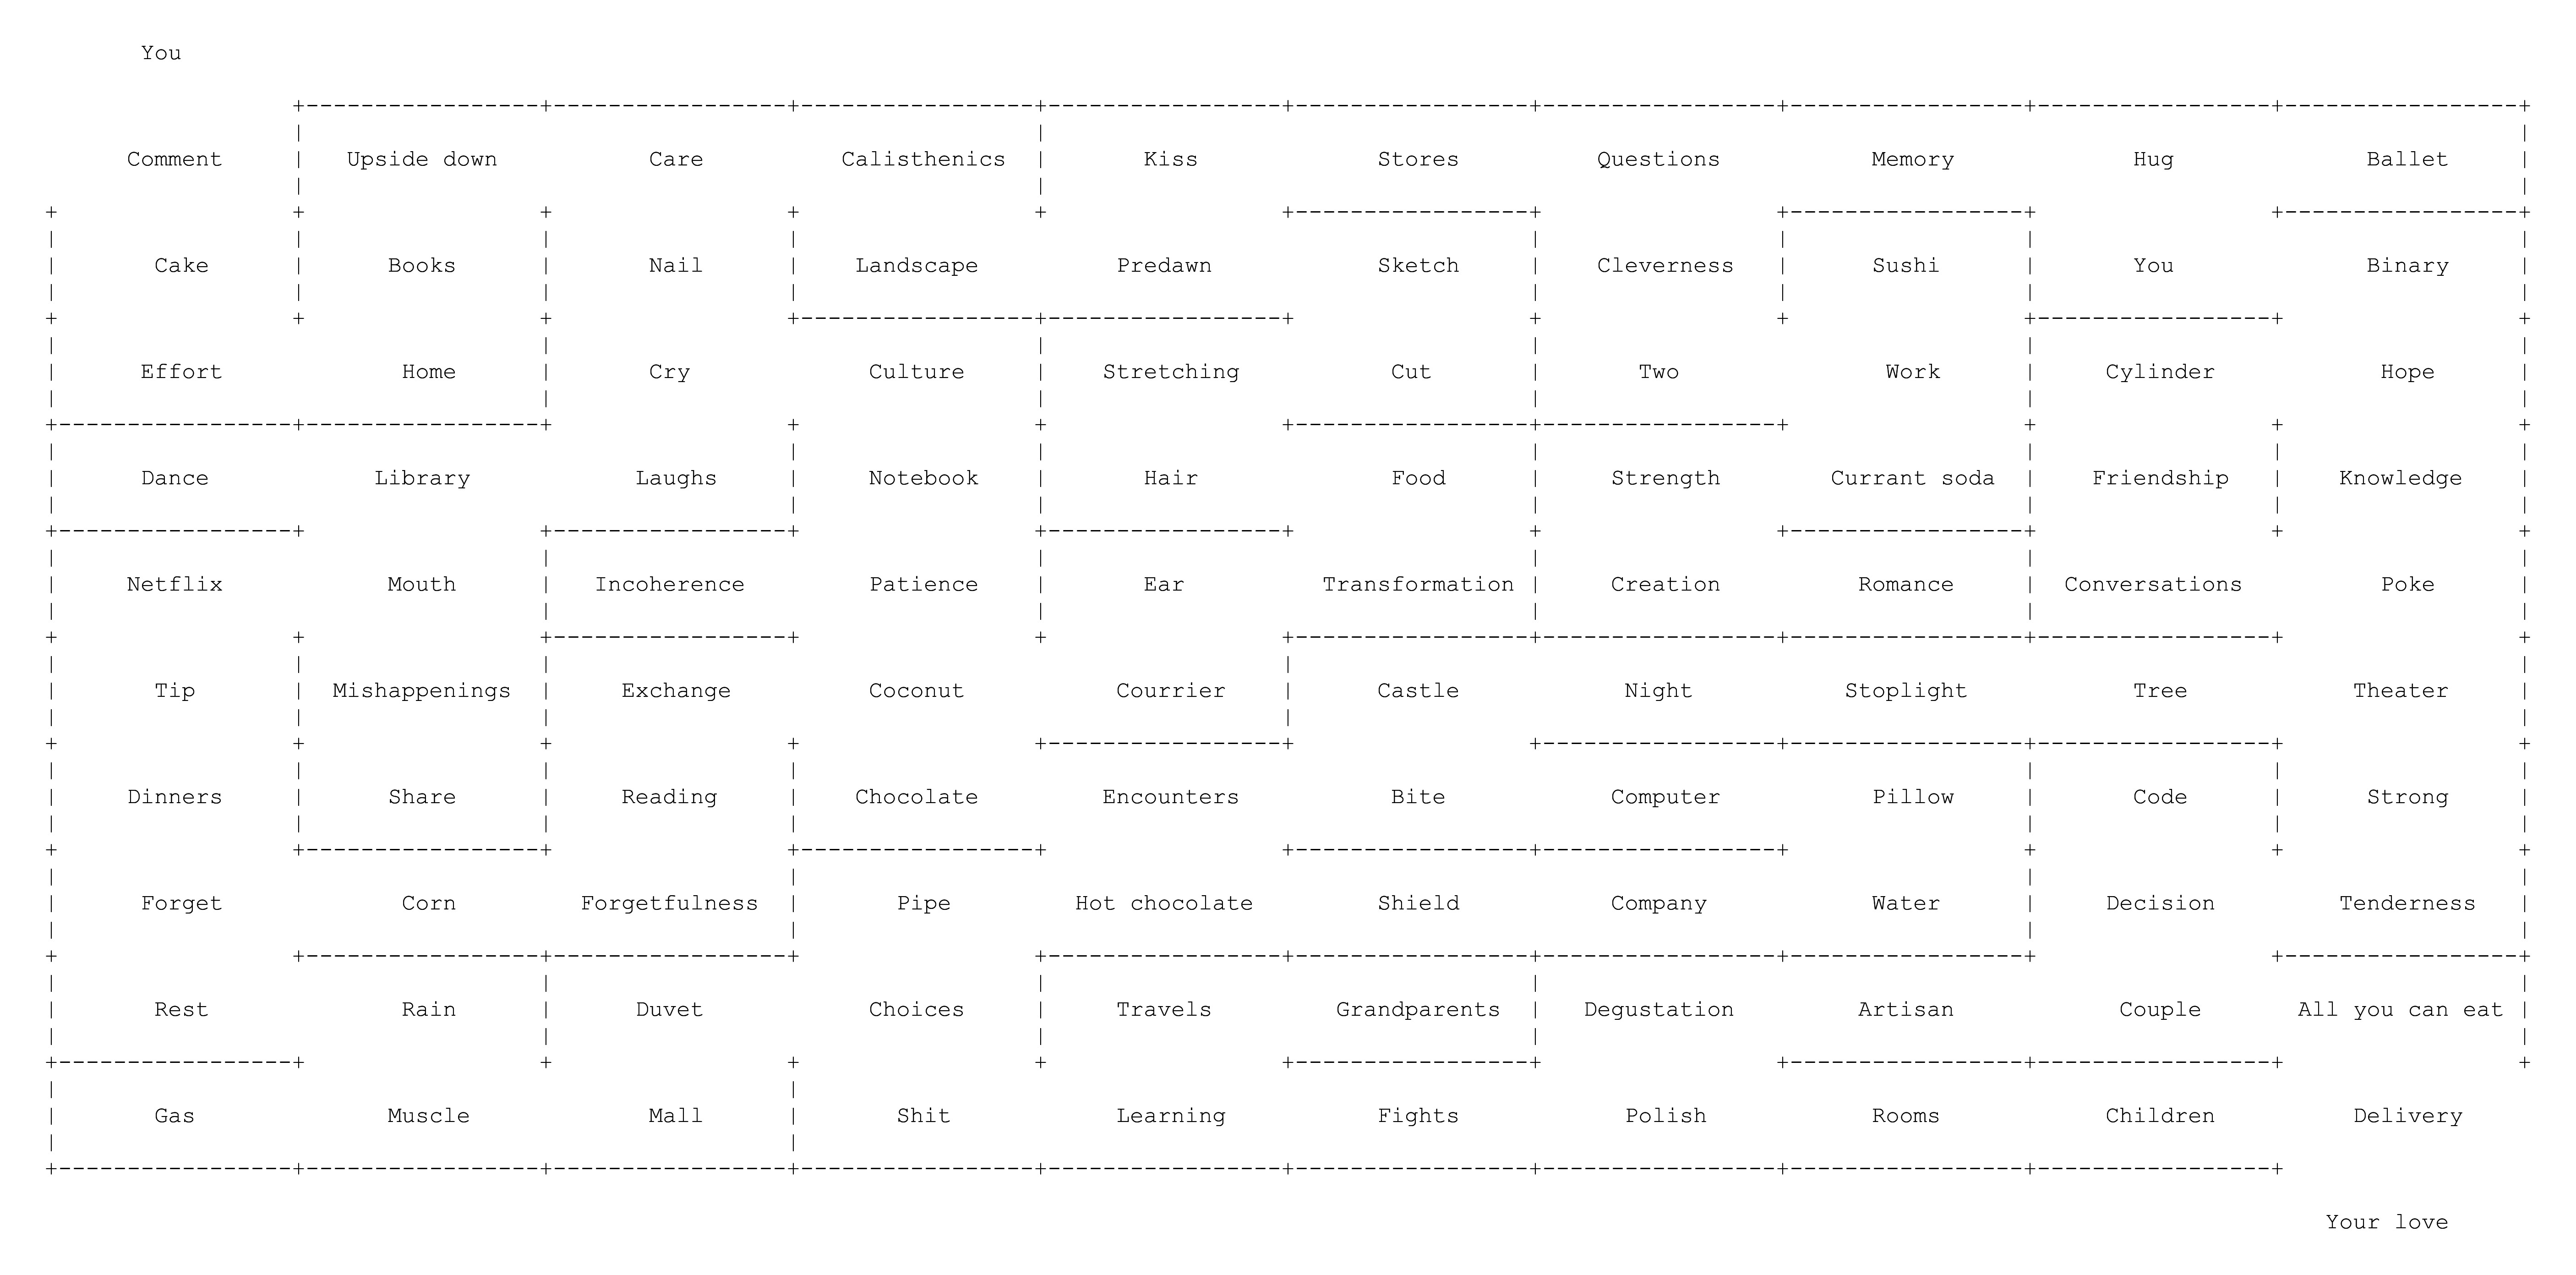 You
Comment Upside down Care Calisthenics Kiss Stores Questions Memory Hug Ballet
Cake Books Nail Landscape Predawn Sketch Cleverness Sushi You Binary
Effort Home Cry Culture Stretching Cut Two Work Cylinder Hope
Dance Library Laughs Notebook Hair Food Strength Currant soda Friendship Knowledge
Netflix Mouth Incoherence Patience Ear Transformation Creation Romance Conversations Poke
Tip Mishappenings Exchange Coconut Courrier Castle Night Stoplight Tree Theater
Dinners Share Reading Chocolate Encounters Bite Computer Pillow Code Strong
Forget Corn Forgetfulness Pipe Hot chocolate Shield Company Water Decision Tenderness
Rest Rain Duvet Choices Travels Grandparents Degustation Artisan Couple All you can eat
Gas Muscle Mall Shit Learning Fights Polish Rooms Children Delivery
Your love